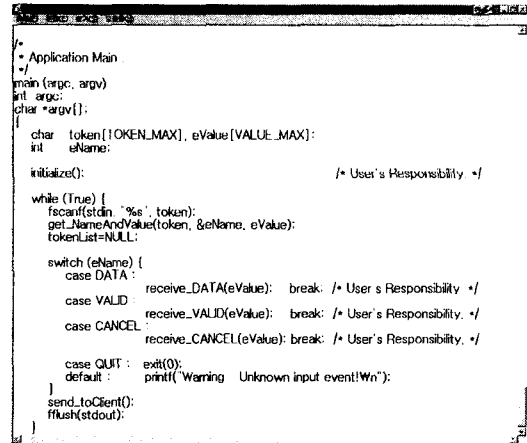 /*
* Application Main
*/
main (argc, argv)
int argc;
char *argv[];
{
char token[TOKEN_MAX], eValue[VALUE_MAX];
int eName;
initialize(); /* User's Responsibility. */
while (True) {
fscanf(stdin, "%s", token);
get_NameAndValue(token, &eName, eValue);
tokenList=NULL;
switch (eName) {
case DATA :
receive_DATA(eValue); break; /* User's Responsibility */
case VALID :
receive_VALID(eValue); break; /* User's Responsibility */
case CANCEL :
receive_CANCEL(eValue); break; /* User's Responsibility, */
case QUIT : exit(0);
default : printf("Warning Unknown input event!₩n");
}
send_toClient();
fflush(stdout);
}